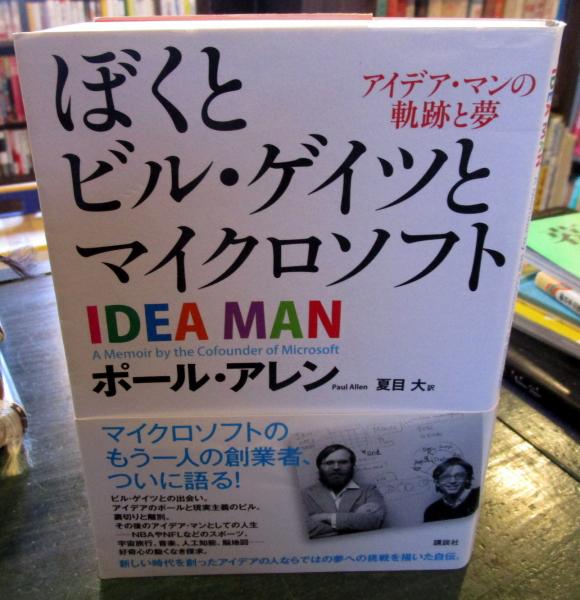 ぼくと
ビル・ゲイツと
マイクロソフト
アイデア・マンの
軌跡と夢
IDEA MAN
A Memoir by the Cofounder of Microsoft
ポール・アレン Paul Allen 夏目 大 訳
マイクロソフトの
もう一人の創業者、
ついに語る!
ビル・ゲイツとの出会い。
アイデアのポールと現実主義のビル。
裏切りと離別。
その後のアイデア・マンとしての人生
――NBAやNFLなどのスポーツ、
宇宙旅行、音楽、人工知能、脳地図――
好奇心の動くなき探求。
新しい時代を創ったアイデアの人ならではの夢への挑戦を描いた自伝。
講談社
IDEA MAN